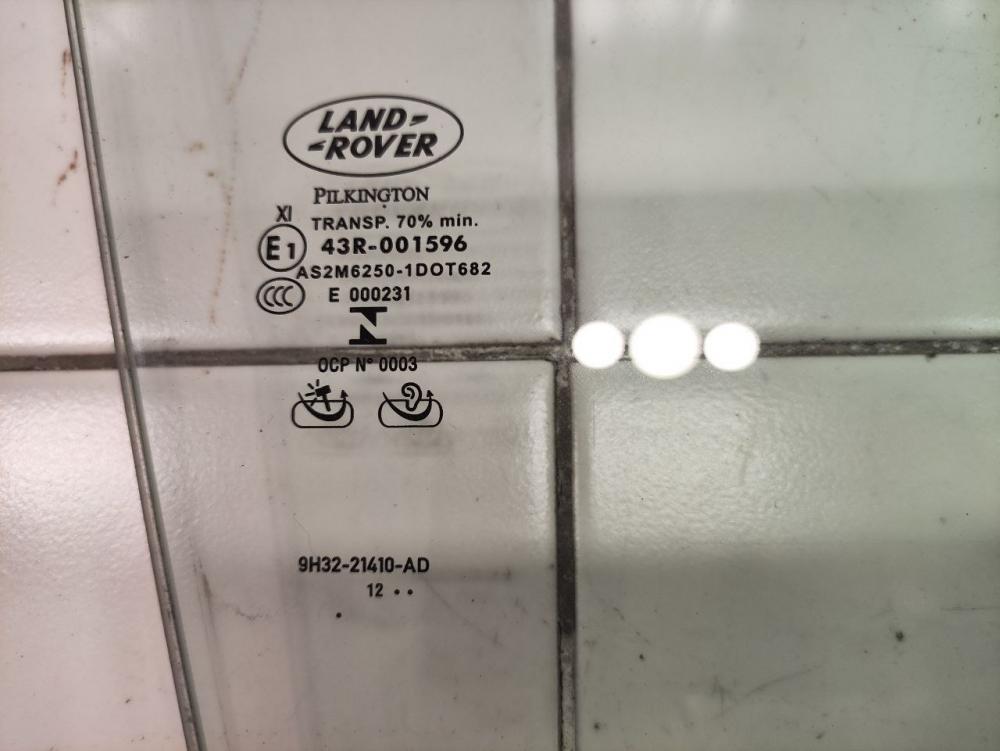 LAND-
-ROVER
PILKINGTON
XI
TRANSP. 70% min.
E1 43R-001596
AS2M6250-1DOT682
CCC E 000231
OCP N° 0003
9H32-21410-AD
12 ..